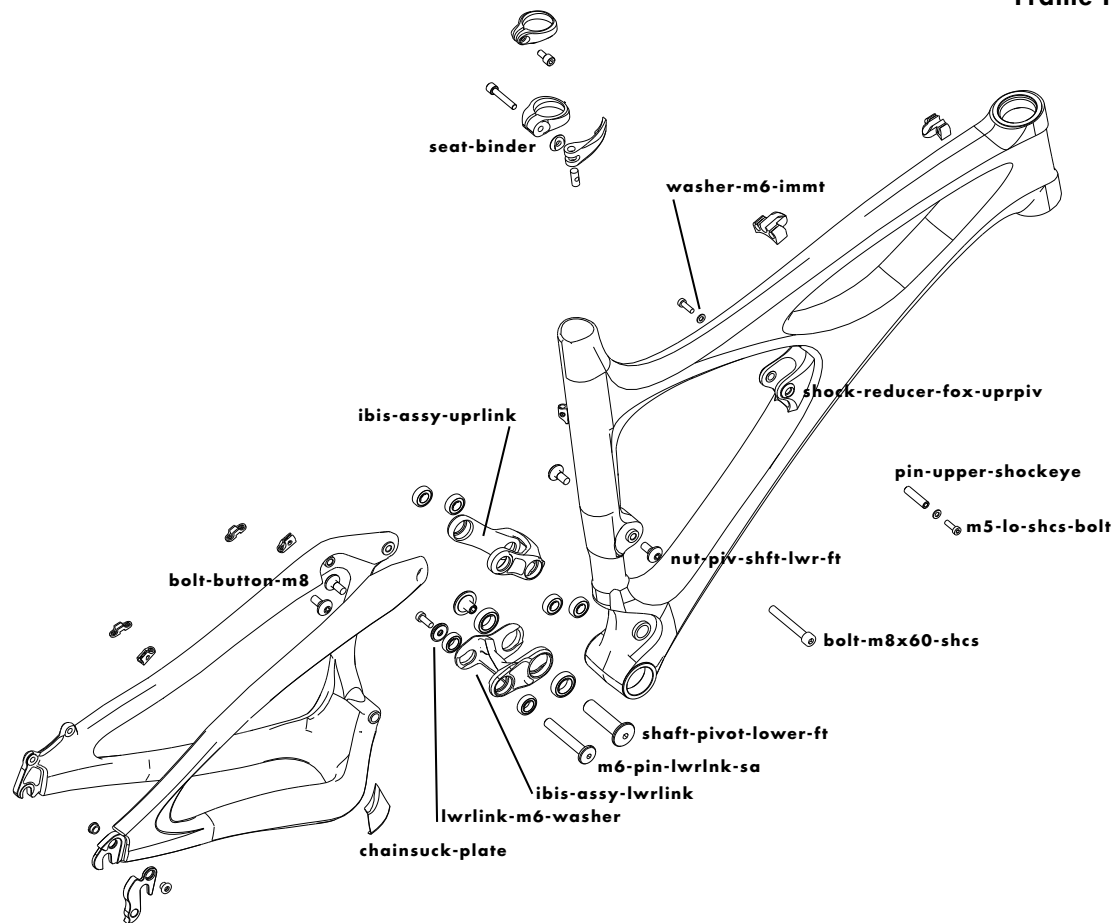 seat-binder
washer-m6-immt
shock-reducer-fox-uprpiv
ibis-assy-uprlink
pin-upper-shockeye
m5-lo-shcs-bolt
nut-piv-shft-lwr-ft
bolt-button-m8
bolt-m8x60-shcs
shaft-pivot-lower-ft
m6-pin-lwrlnk-sa
ibis-assy-lwrlink
lwrlink-m6-washer
chainsuck-plate